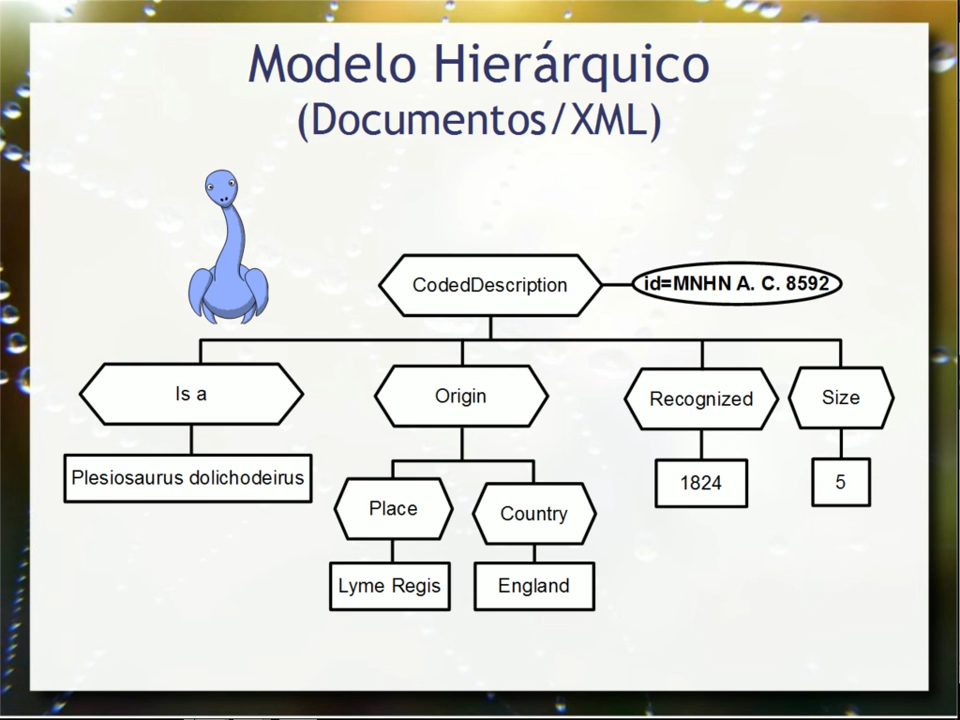 Modelo Hierárquico
(Documentos/XML)
CodedDescription
id=MNHN A. C. 8592
Is a
Origin
Recognized
Size
Plesiosaurus dolichodeirus
1824
5
Place
Country
Lyme Regis
England